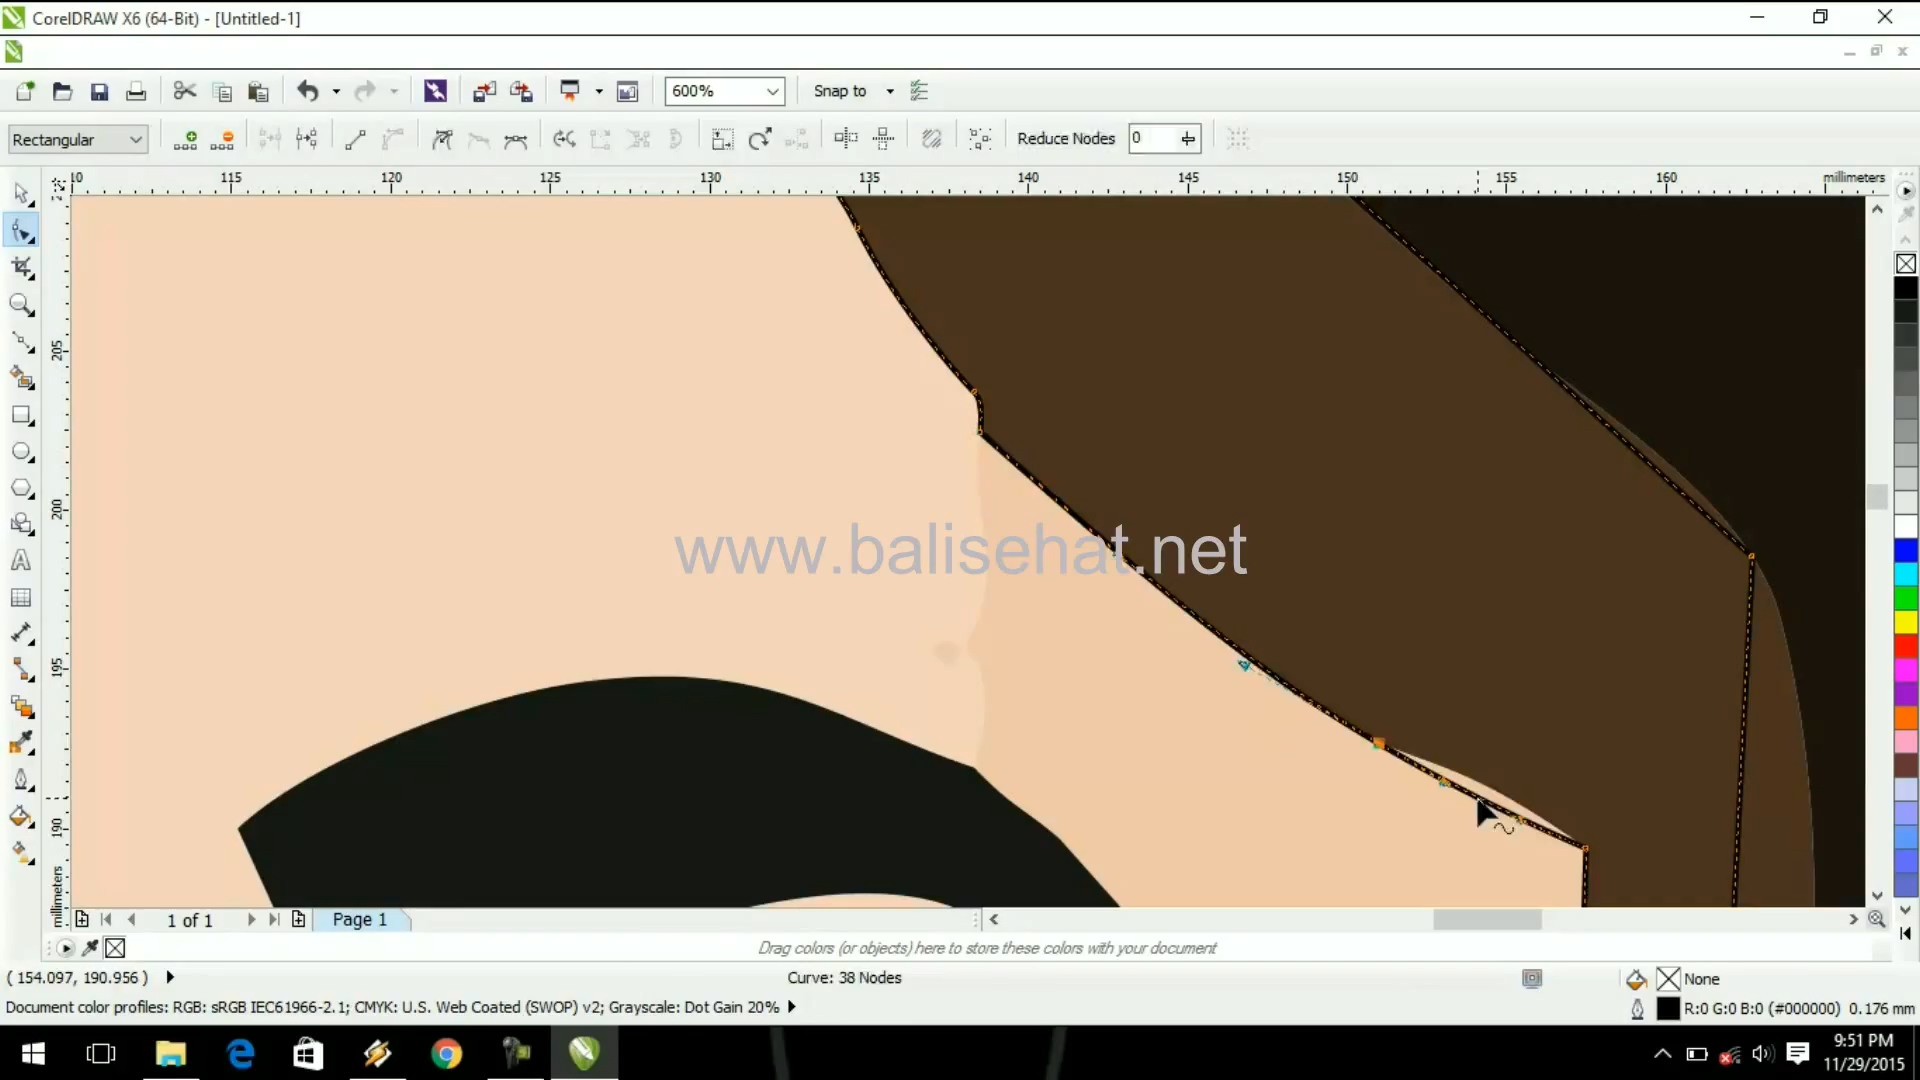 CorelDRAW X6 (64-Bit) - [Untitled-1]
600%
Snap to
Rectangular
Reduce Nodes
0
115
120
125
130
135
140
145
150
155
160
millimeters
205
200
195
190
millimeters
www.balisehat.net
1 of 1
Page 1
Drag colors (or objects) here to store these colors with your document
( 154.097, 190.956 )
Curve: 38 Nodes
None
Document color profiles: RGB: sRGB IEC61966-2.1; CMYK: U.S. Web Coated (SWOP) v2; Grayscale: Dot Gain 20%
R:0 G:0 B:0 (#000000) 0.176 mm
9:51 PM
11/29/2015